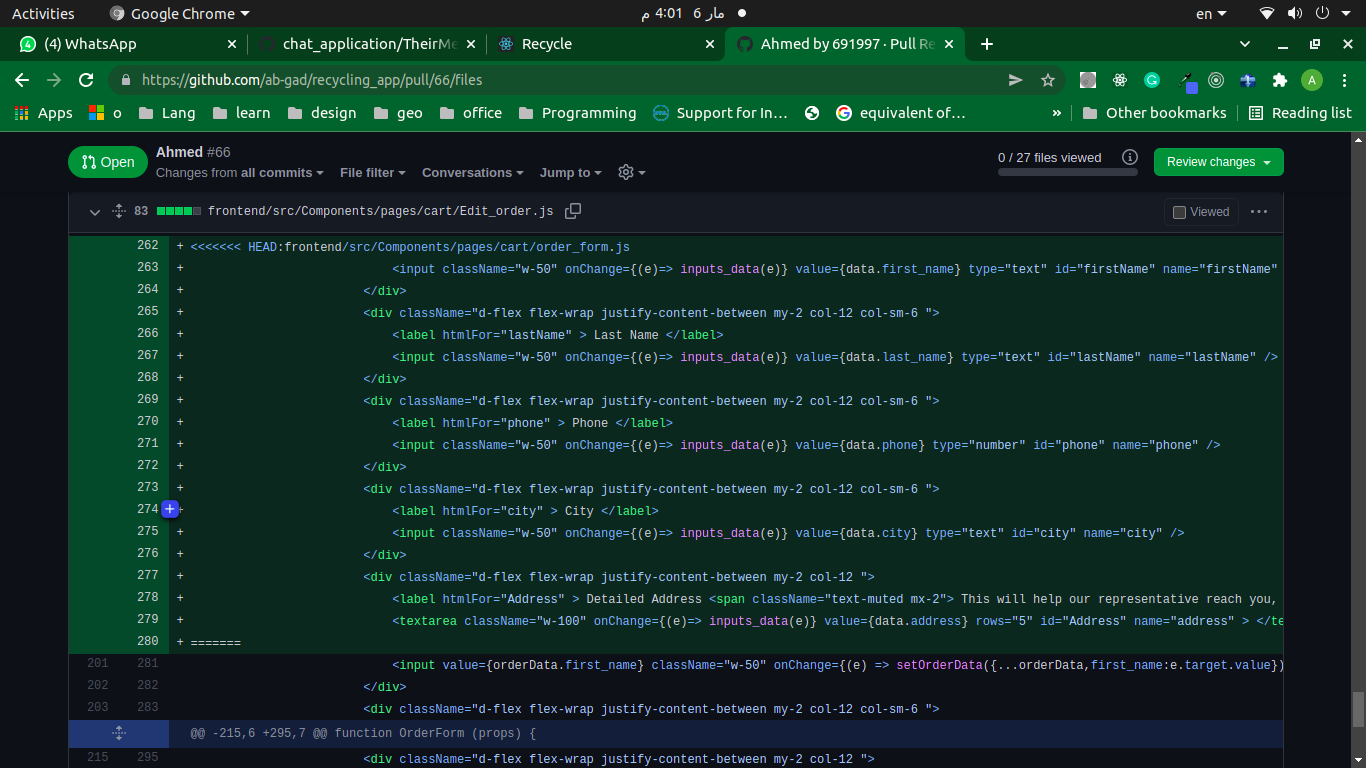 Activities Google Chrome مار 6 4:01 م en
(4) WhatsApp chat_application/TheirMe Recycle Ahmed by 691997 · Pull Re
https://github.com/ab-gad/recycling_app/pull/66/files A
Apps o Lang learn design geo office Programming Support for In… equivalent of… » Other bookmarks Reading list
Open Ahmed #66 0 / 27 files viewed Review changes
Changes from all commits File filter Conversations Jump to
83 frontend/src/Components/pages/cart/Edit_order.js Viewed
262 + <<<<<<< HEAD:frontend/src/Components/pages/cart/order_form.js
263 + <input className="w-50" onChange={(e)=> inputs_data(e)} value={data.first_name} type="text" id="firstName" name="firstName"
264 + </div>
265 + <div className="d-flex flex-wrap justify-content-between my-2 col-12 col-sm-6 ">
266 + <label htmlFor="lastName" > Last Name </label>
267 + <input className="w-50" onChange={(e)=> inputs_data(e)} value={data.last_name} type="text" id="lastName" name="lastName" />
268 + </div>
269 + <div className="d-flex flex-wrap justify-content-between my-2 col-12 col-sm-6 ">
270 + <label htmlFor="phone" > Phone </label>
271 + <input className="w-50" onChange={(e)=> inputs_data(e)} value={data.phone} type="number" id="phone" name="phone" />
272 + </div>
273 + <div className="d-flex flex-wrap justify-content-between my-2 col-12 col-sm-6 ">
274 + <label htmlFor="city" > City </label>
275 + <input className="w-50" onChange={(e)=> inputs_data(e)} value={data.city} type="text" id="city" name="city" />
276 + </div>
277 + <div className="d-flex flex-wrap justify-content-between my-2 col-12 ">
278 + <label htmlFor="Address" > Detailed Address <span className="text-muted mx-2"> This will help our representative reach you,
279 + <textarea className="w-100" onChange={(e)=> inputs_data(e)} value={data.address} rows="5" id="Address" name="address" > </te
280 + =======
201 281 <input value={orderData.first_name} className="w-50" onChange={(e) => setOrderData({...orderData,first_name:e.target.value})
202 282 </div>
203 283 <div className="d-flex flex-wrap justify-content-between my-2 col-12 col-sm-6 ">
@@ -215,6 +295,7 @@ function OrderForm (props) {
215 295 <div className="d-flex flex-wrap justify-content-between my-2 col-12 ">